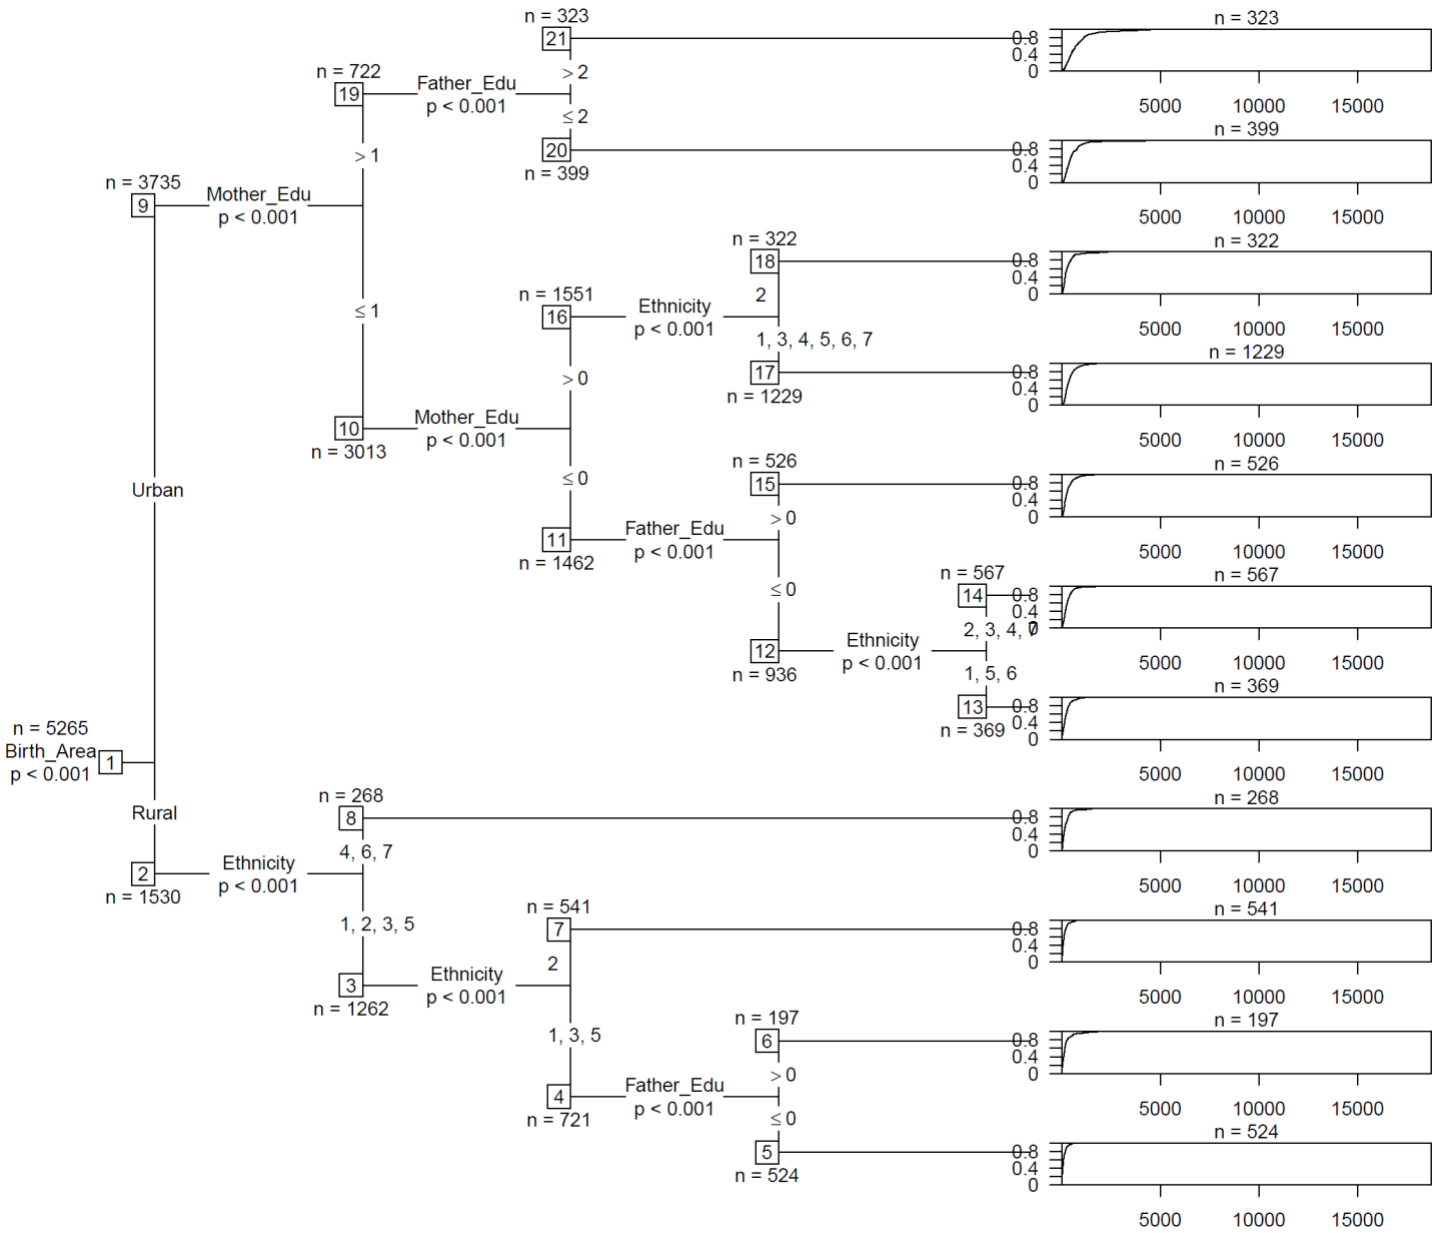 n = 323
21
> 2
n = 323
0.8
0.4
0
5000 10000 15000
n = 722
19
Father_Edu
p < 0.001
≤ 2
20
n = 399
> 1
n = 399
0.8
0.4
0
5000 10000 15000
n = 3735
9
Mother_Edu
p < 0.001
n = 322
18
2
n = 322
0.8
0.4
0
5000 10000 15000
n = 1551
16
Ethnicity
p < 0.001
≤ 1
1, 3, 4, 5, 6, 7
17
n = 1229
n = 1229
0.8
0.4
0
5000 10000 15000
> 0
10
n = 3013
Mother_Edu
p < 0.001
≤ 0
n = 526
15
> 0
n = 526
0.8
0.4
0
5000 10000 15000
Urban
11
n = 1462
Father_Edu
p < 0.001
≤ 0
n = 567
14
2, 3, 4, 7
n = 567
0.8
0.4
0
5000 10000 15000
12
n = 936
Ethnicity
p < 0.001
1, 5, 6
13
n = 369
n = 369
0.8
0.4
0
5000 10000 15000
n = 5265
Birth_Area
p < 0.001
1
Rural
n = 268
8
4, 6, 7
n = 268
0.8
0.4
0
5000 10000 15000
2
n = 1530
Ethnicity
p < 0.001
1, 2, 3, 5
n = 541
7
2
n = 541
0.8
0.4
0
5000 10000 15000
3
n = 1262
Ethnicity
p < 0.001
1, 3, 5
n = 197
6
> 0
n = 197
0.8
0.4
0
5000 10000 15000
4
n = 721
Father_Edu
p < 0.001
≤ 0
5
n = 524
n = 524
0.8
0.4
0
5000 10000 15000